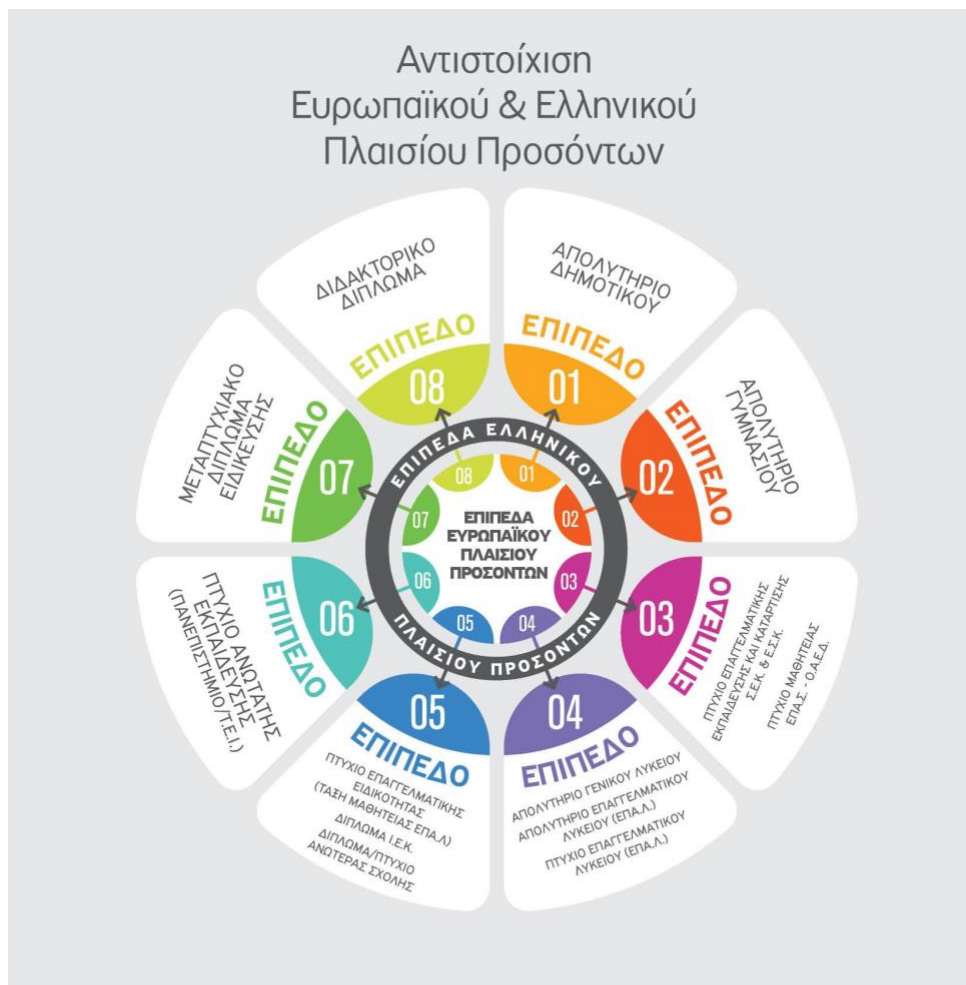 Αντιστοίχιση
Ευρωπαϊκού & Ελληνικού
Πλαισίου Προσόντων
ΑΠΟΛΥΤΗΡΙΟ
ΔΗΜΟΤΙΚΟΥ
ΕΠΙΠΕΔΟ
01
ΑΠΟΛΥΤΗΡΙΟ
ΓΥΜΝΑΣΙΟΥ
ΕΠΙΠΕΔΟ
02
ΕΠΙΠΕΔΟ
03
ΠΤΥΧΙΟ ΕΠΑΓΓΕΛΜΑΤΙΚΗΣ
ΕΚΠΑΙΔΕΥΣΗΣ ΚΑΙ ΚΑΤΑΡΤΙΣΗΣ
Σ.Ε.Κ. & Ε.Σ.Κ.
ΠΤΥΧΙΟ ΜΑΘΗΤΕΙΑΣ
ΕΠΑ.Σ. - Ο.Α.Ε.Δ.
04
ΕΠΙΠΕΔΟ
ΑΠΟΛΥΤΗΡΙΟ ΓΕΝΙΚΟΥ ΛΥΚΕΙΟΥ
ΑΠΟΛΥΤΗΡΙΟ ΕΠΑΓΓΕΛΜΑΤΙΚΟΥ
ΛΥΚΕΙΟΥ (ΕΠΑ.Λ.)
ΠΤΥΧΙΟ ΕΠΑΓΓΕΛΜΑΤΙΚΟΥ
ΛΥΚΕΙΟΥ (ΕΠΑ.Λ.)
05
ΕΠΙΠΕΔΟ
ΠΤΥΧΙΟ ΕΠΑΓΓΕΛΜΑΤΙΚΗΣ
ΕΙΔΙΚΟΤΗΤΑΣ
(ΤΑΞΗ ΜΑΘΗΤΕΙΑΣ ΕΠΑ.Λ)
ΔΙΠΛΩΜΑ Ι.Ε.Κ.
ΔΙΠΛΩΜΑ/ΠΤΥΧΙΟ
ΑΝΩΤΕΡΑΣ ΣΧΟΛΗΣ
06
ΕΠΙΠΕΔΟ
ΠΤΥΧΙΟ ΑΝΩΤΑΤΗΣ
ΕΚΠΑΙΔΕΥΣΗΣ
(ΠΑΝΕΠΙΣΤΗΜΙΟ/Τ.Ε.Ι.)
ΜΕΤΑΠΤΥΧΙΑΚΟ
ΔΙΠΛΩΜΑ
ΕΙΔΙΚΕΥΣΗΣ
ΕΠΙΠΕΔΟ
07
ΔΙΔΑΚΤΟΡΙΚΟ
ΔΙΠΛΩΜΑ
ΕΠΙΠΕΔΟ
08
ΕΠΙΠΕΔΑ ΕΛΛΗΝΙΚΟΥ
ΠΛΑΙΣΙΟΥ ΠΡΟΣΟΝΤΩΝ
01
02
03
04
05
06
07
08
ΕΠΙΠΕΔΑ
ΕΥΡΩΠΑΪΚΟΥ
ΠΛΑΙΣΙΟΥ
ΠΡΟΣΟΝΤΩΝ